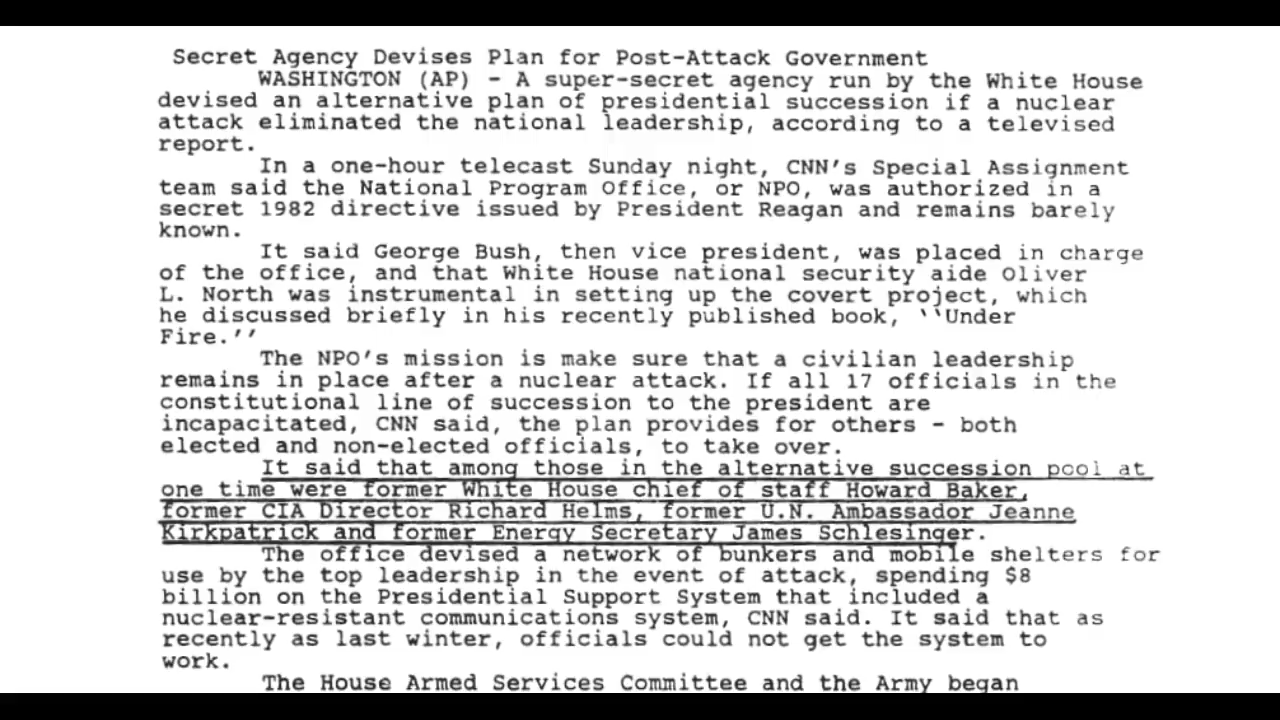 Secret Agency Devises Plan for Post-Attack Government
WASHINGTON (AP) - A super-secret agency run by the White House
devised an alternative plan of presidential succession if a nuclear
attack eliminated the national leadership, according to a televised
report.
In a one-hour telecast Sunday night, CNN's Special Assignment
team said the National Program Office, or NPO, was authorized in a
secret 1982 directive issued by President Reagan and remains barely
known.
It said George Bush, then vice president, was placed in charge
of the office, and that White House national security aide Oliver
L. North was instrumental in setting up the covert project, which
he discussed briefly in his recently published book, ``Under
Fire.''
The NPO's mission is make sure that a civilian leadership
remains in place after a nuclear attack. If all 17 officials in the
constitutional line of succession to the president are
incapacitated, CNN said, the plan provides for others - both
elected and non-elected officials, to take over.
It said that among those in the alternative succession pool at
one time were former White House chief of staff Howard Baker,
former CIA Director Richard Helms, former U.N. Ambassador Jeanne
Kirkpatrick and former Energy Secretary James Schlesinger.
The office devised a network of bunkers and mobile shelters for
use by the top leadership in the event of attack, spending $8
billion on the Presidential Support System that included a
nuclear-resistant communications system, CNN said. It said that as
recently as last winter, officials could not get the system to
work.
The House Armed Services Committee and the Army began